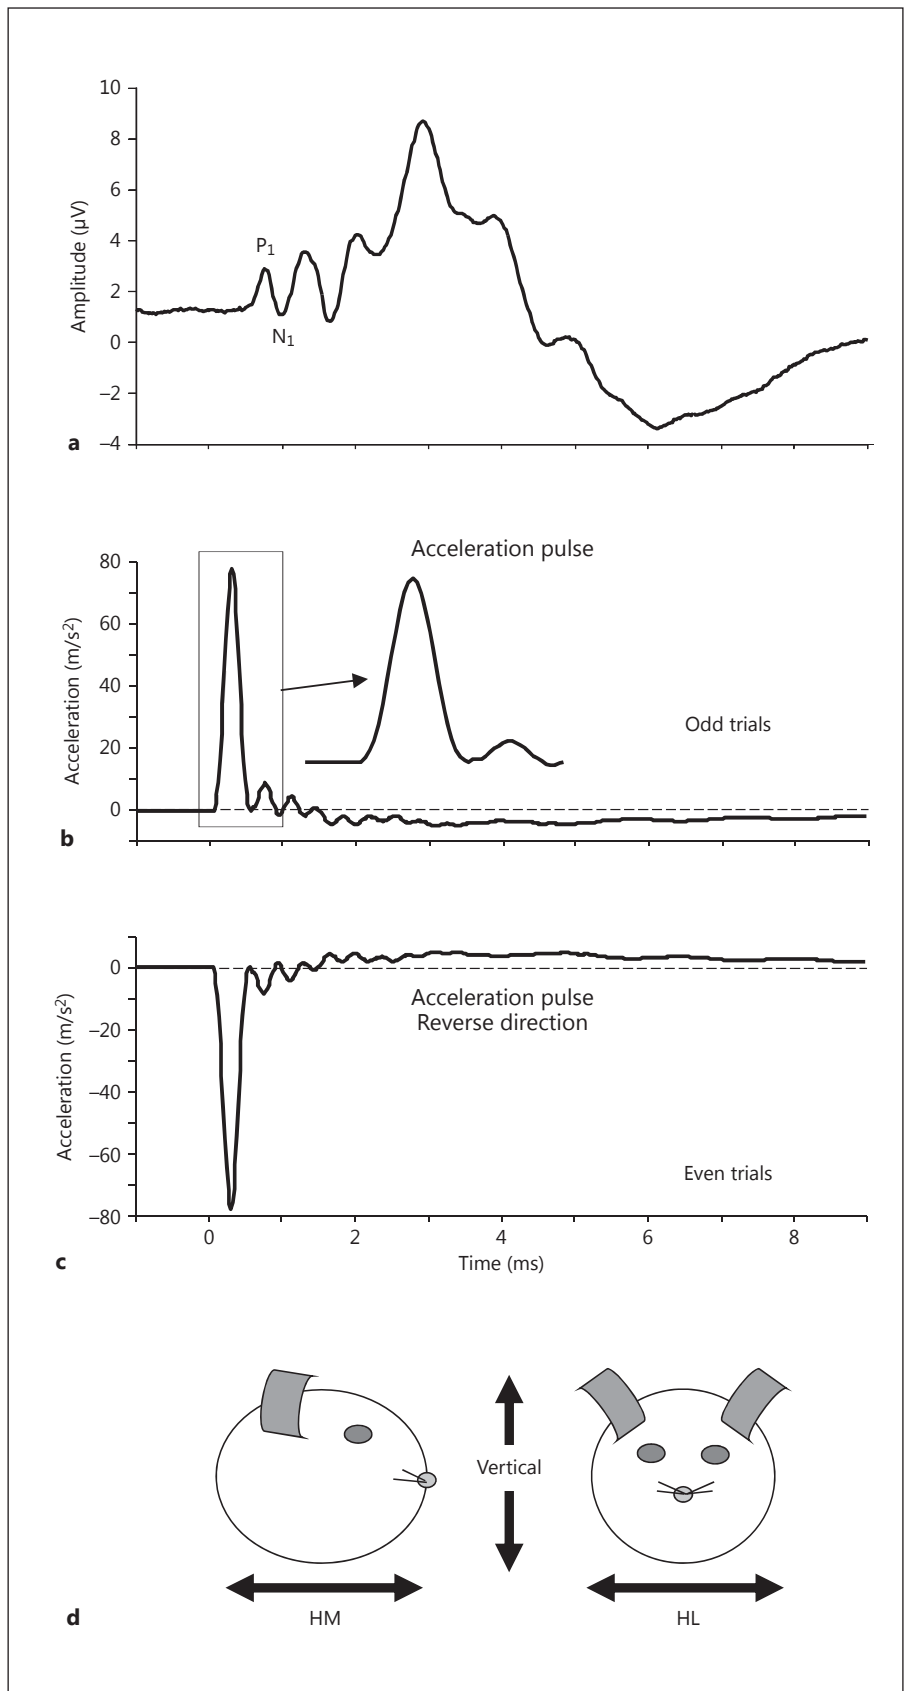 10
8
6
4
2
0
–2
–4
Amplitude (µV)
P1
N1
a
Acceleration pulse
80
60
40
20
0
Acceleration (m/s2)
Odd trials
b
0
–20
–40
–60
–80
Acceleration (m/s2)
Acceleration pulse
Reverse direction
Even trials
0 2 4 6 8
Time (ms)
c
Vertical
HM
HL
d